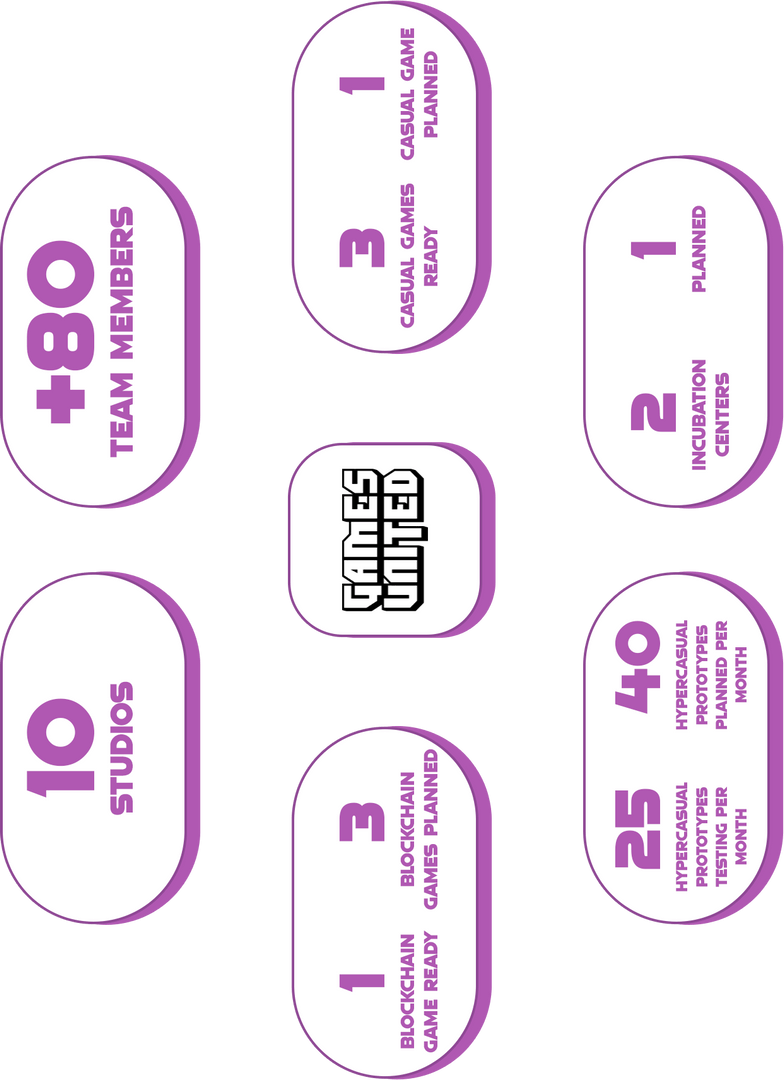 10
STUDIOS
+80
TEAM MEMBERS
1
BLOCKCHAIN
GAME READY
3
BLOCKCHAIN
GAMES PLANNED
GAMES
UNITED
3
CASUAL GAMES
READY
1
CASUAL GAME
PLANNED
25
HYPERCASUAL
PROTOTYPES
TESTING PER
MONTH
40
HYPERCASUAL
PROTOTYPES
PLANNED PER
MONTH
2
INCUBATION
CENTERS
1
PLANNED